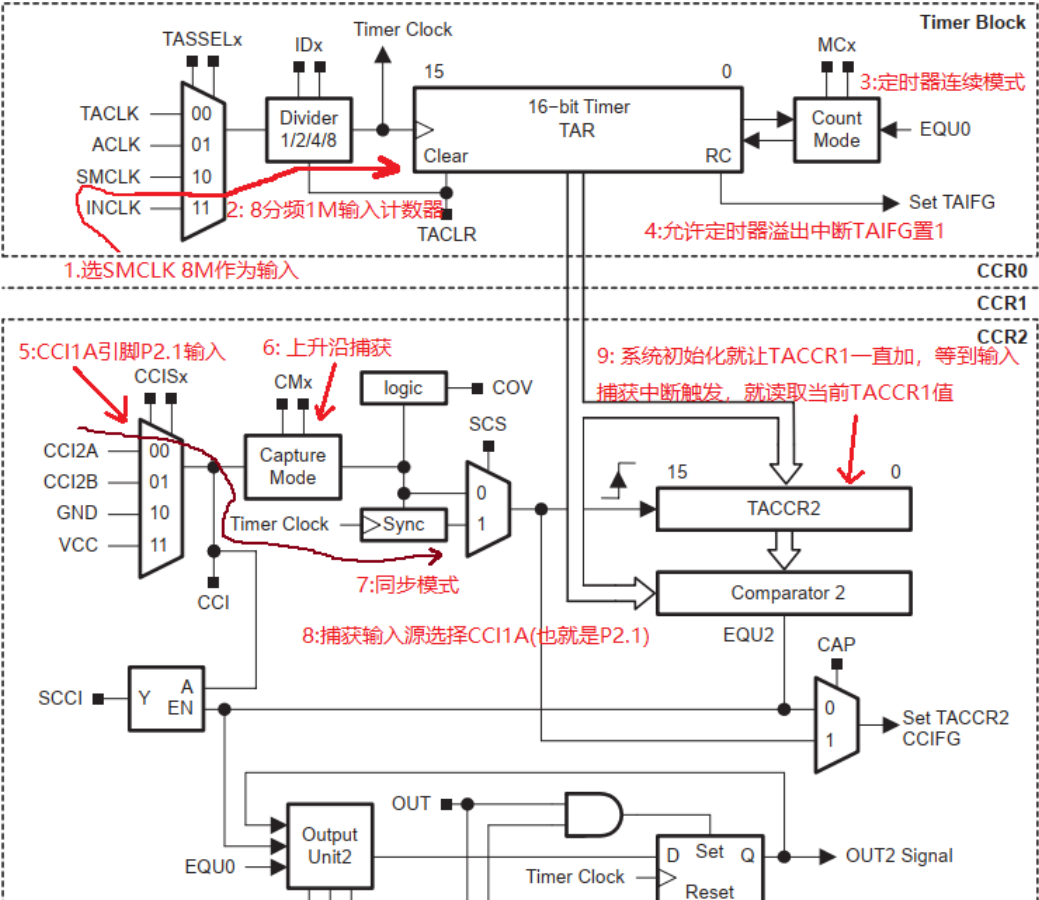 Timer Block
TASSELx
IDx
Timer Clock
15
0
MCx
3:定时器连续模式
TACLK
00
ACLK
01
SMCLK
10
INCLK
11
Divider
1/2/4/8
16−bit Timer
TAR
Clear
RC
Count
Mode
EQU0
2: 8分频1M输入计数器
TACLR
Set TAIFG
4:允许定时器溢出中断TAIFG置1
1.选SMCLK 8M作为输入
CCR0
CCR1
CCR2
5:CCI1A引脚P2.1输入
6: 上升沿捕获
9: 系统初始化就让TACCR1一直加，等到输入
捕获中断触发，就读取当前TACCR1值
CCISx
CMx
logic
COV
SCS
CCI2A
00
CCI2B
01
GND
10
VCC
11
Capture
Mode
Timer Clock
Sync
0
1
15
0
TACCR2
7:同步模式
CCI
Comparator 2
8:捕获输入源选择CCI1A(也就是P2.1)
EQU2
CAP
SCCI
Y
A
EN
0
1
Set TACCR2
CCIFG
OUT
Output
Unit2
EQU0
Timer Clock
D
Set
Q
Reset
OUT2 Signal